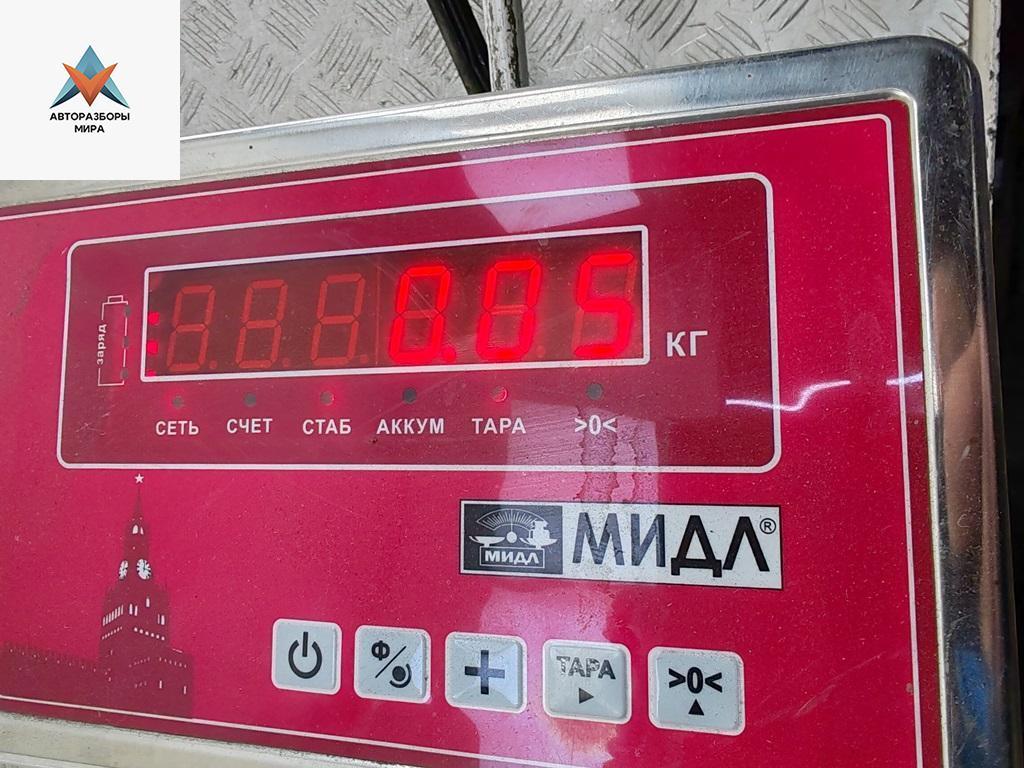 АВТОРАЗБОРЫ
МИРА
заряд
0.05
КГ
СЕТЬ СЧЕТ СТАБ АККУМ ТАРА >0<
МИДЛ МИДЛ®
Ф ТАРА >0<